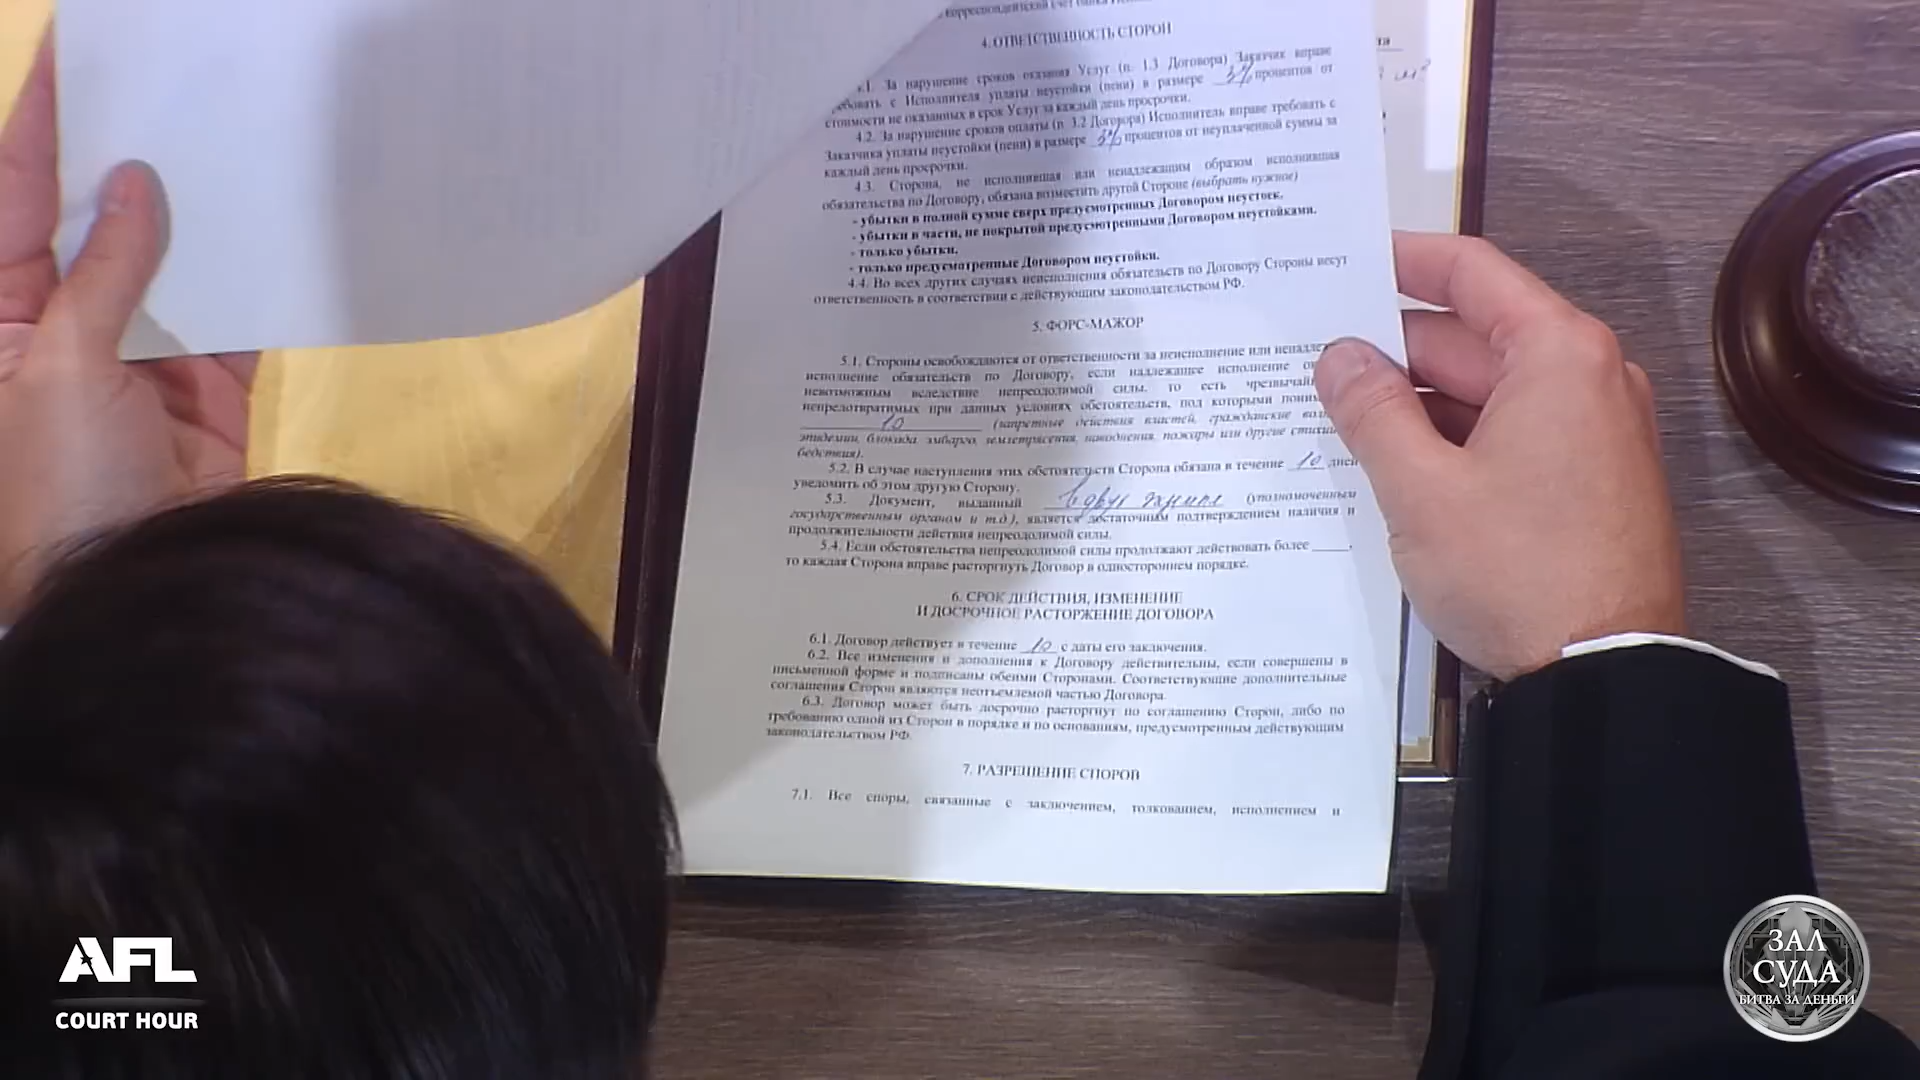 корреспондентский счет банка
4. ОТВЕТСТВЕННОСТЬ СТОРОН
.1. За нарушение сроков оказания Услуг (п. 1.3 Договора) Заказчик вправе
требовать с Исполнителя уплаты неустойки (пени) в размере 3% процентов от
стоимости не оказанных в срок Услуг за каждый день просрочки.
4.2. За нарушение сроков оплаты (п. 3.2 Договора) Исполнитель вправе требовать с
Заказчика уплаты неустойки (пени) в размере 3% процентов от неуплаченной суммы за
каждый день просрочки.
4.3. Сторона, не исполнившая или ненадлежащим образом исполнившая
обязательства по Договору, обязана возместить другой Стороне (выбрать нужное)
- убытки в полной сумме сверх предусмотренных Договором неустоек.
- убытки в части, не покрытой предусмотренными Договором неустойками.
- только убытки.
- только предусмотренные Договором неустойки.
4.4. Во всех других случаях неисполнения обязательств по Договору Стороны несут
ответственность в соответствии с действующим законодательством РФ.
5. ФОРС-МАЖОР
5.1. Стороны освобождаются от ответственности за неисполнение или ненадлеж
исполнение обязательств по Договору, если надлежащее исполнение о
невозможным вследствие непреодолимой силы, то есть чрезвычай
непредотвратимых при данных условиях обстоятельств, под которыми поним
10 (запретные действия властей, гражданские вол
эпидемии, блокада, эмбарго, землетрясения, наводнения, пожары или другие стихи
бедствия).
5.2. В случае наступления этих обстоятельств Сторона обязана в течение 10 дней
уведомить об этом другую Сторону.
5.3. Документ, выданный в двух экземпл (уполномоченным
государственным органом и т.д.), является достаточным подтверждением наличия и
продолжительности действия непреодолимой силы.
5.4. Если обстоятельства непреодолимой силы продолжают действовать более _____,
то каждая Сторона вправе расторгнуть Договор в одностороннем порядке.
6. СРОК ДЕЙСТВИЯ, ИЗМЕНЕНИЕ
И ДОСРОЧНОЕ РАСТОРЖЕНИЕ ДОГОВОРА
6.1. Договор действует в течение 10 с даты его заключения.
6.2. Все изменения и дополнения к Договору действительны, если совершены в
письменной форме и подписаны обеими Сторонами. Соответствующие дополнительные
соглашения Сторон являются неотъемлемой частью Договора.
6.3. Договор может быть досрочно расторгнут по соглашению Сторон, либо по
требованию одной из Сторон в порядке и по основаниям, предусмотренным действующим
законодательством РФ.
7. РАЗРЕШЕНИЕ СПОРОВ
7.1. Все споры, связанные с заключением, толкованием, исполнением и
AFL
COURT HOUR
ЗАЛ
СУДА
БИТВА ЗА ДЕНЬГИ